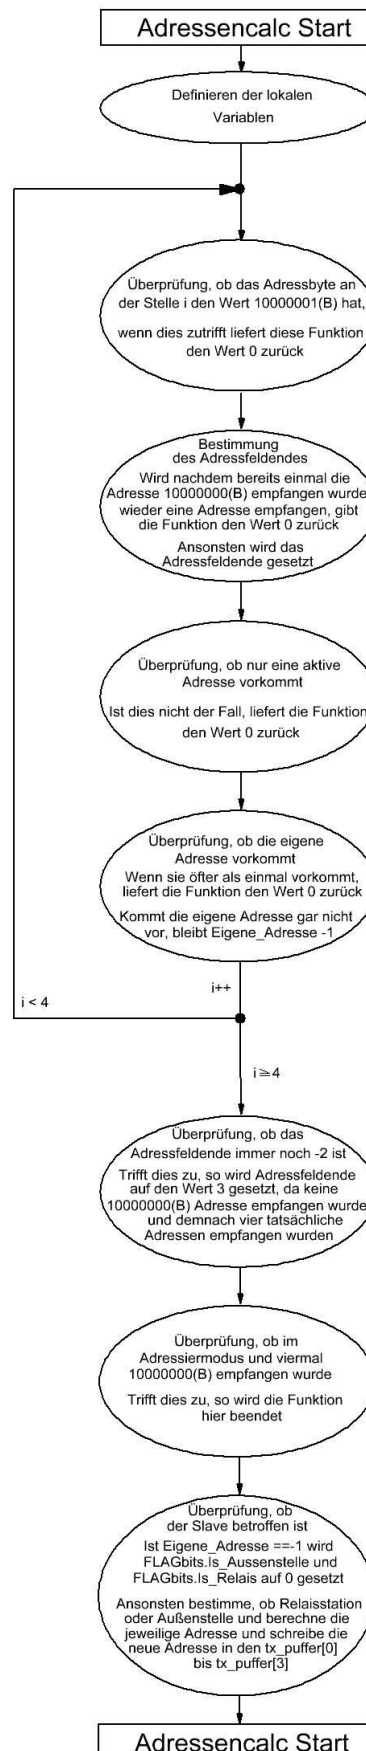 Adressencalc Start
Definieren der lokalen
Variablen
Überprüfung, ob das Adressbyte an
der Stelle i den Wert 10000001(B) hat,
wenn dies zutrifft liefert diese Funktion
den Wert 0 zurück
Bestimmung
des Adressfeldendes
Wird nachdem bereits einmal die
Adresse 10000000(B) empfangen wurde
wieder eine Adresse empfangen, gibt
die Funktion den Wert 0 zurück
Ansonsten wird das
Adressfeldende gesetzt
Überprüfung, ob nur eine aktive
Adresse vorkommt
Ist dies nicht der Fall, liefert die Funktion
den Wert 0 zurück
Überprüfung, ob die eigene
Adresse vorkommt
Wenn sie öfter als einmal vorkommt,
liefert die Funktion den Wert 0 zurück
Kommt die eigene Adresse gar nicht
vor, bleibt Eigene_Adresse -1
i++
i < 4
i ≧ 4
Überprüfung, ob das
Adressfeldende immer noch -2 ist
Trifft dies zu, so wird Adressfeldende
auf den Wert 3 gesetzt, da keine
10000000(B) Adresse empfangen wurde
und demnach vier tatsächliche
Adressen empfangen wurden
Überprüfung, ob im
Adressiermodus und viermal
10000000(B) empfangen wurde
Trifft dies zu, so wird die Funktion
hier beendet
Überprüfung, ob
der Slave betroffen ist
Ist Eigene_Adresse ==-1 wird
FLAGbits.Is_Aussenstelle und
FLAGbits.Is_Relais auf 0 gesetzt
Ansonsten bestimme, ob Relaisstation
oder Außenstelle und berechne die
jeweilige Adresse und schreibe die
neue Adresse in den tx_puffer[0]
bis tx_puffer[3]
Adressencalc Start